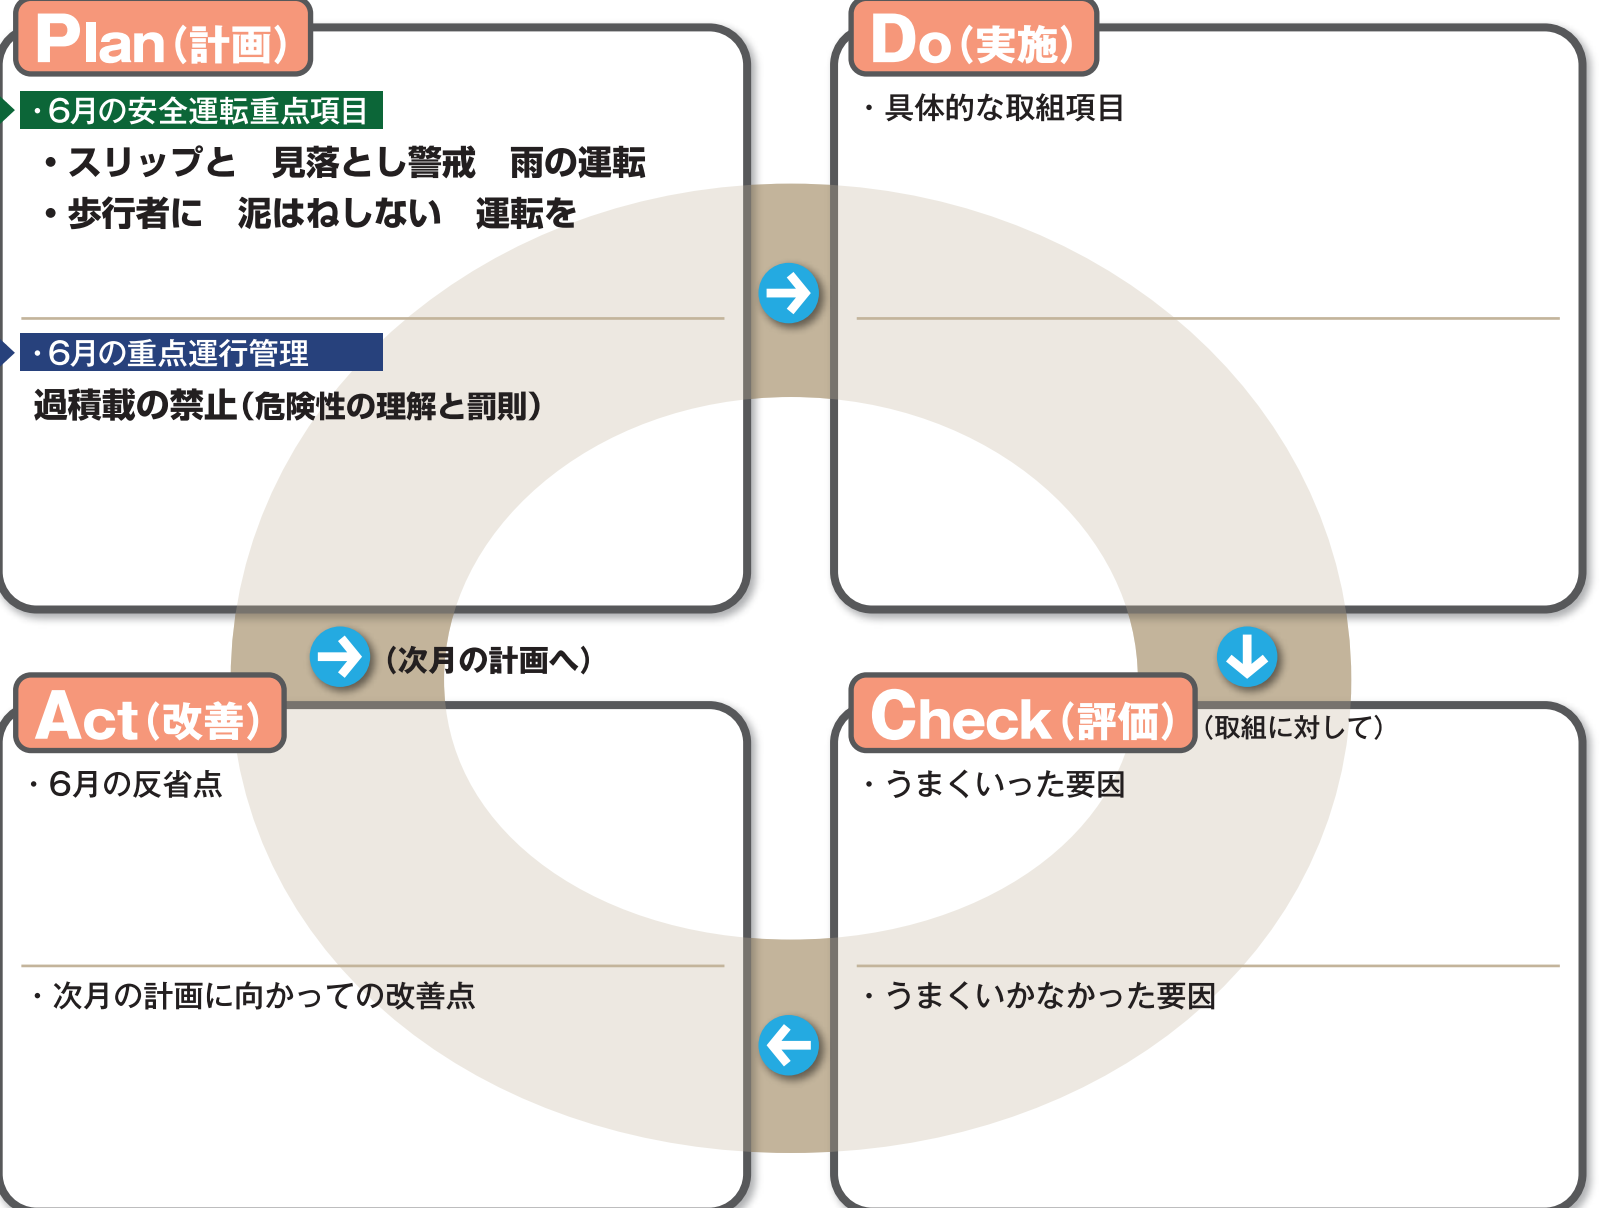 Plan（計画）
・6月の安全運転重点項目
・スリップと　見落とし警戒　雨の運転
・歩行者に　泥はねしない　運転を
・6月の重点運行管理
過積載の禁止（危険性の理解と罰則）
Do（実施）
・具体的な取組項目
（次月の計画へ）
Act（改善）
・6月の反省点
・次月の計画に向かっての改善点
Check（評価）（取組に対して）
・うまくいった要因
・うまくいかなかった要因